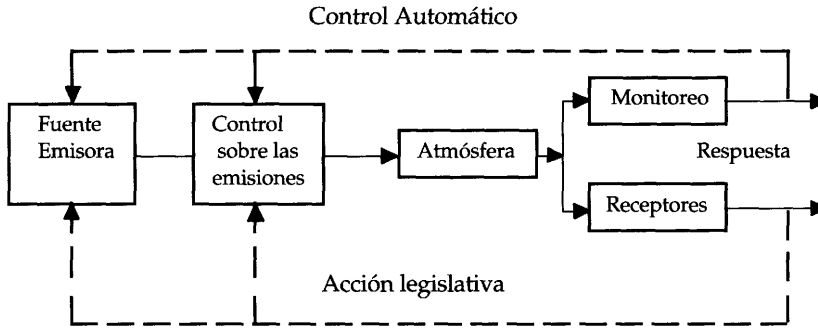 Control Automático
Fuente
Emisora
Control
sobre las
emisiones
Atmósfera
Monitoreo
Respuesta
Receptores
Acción legislativa